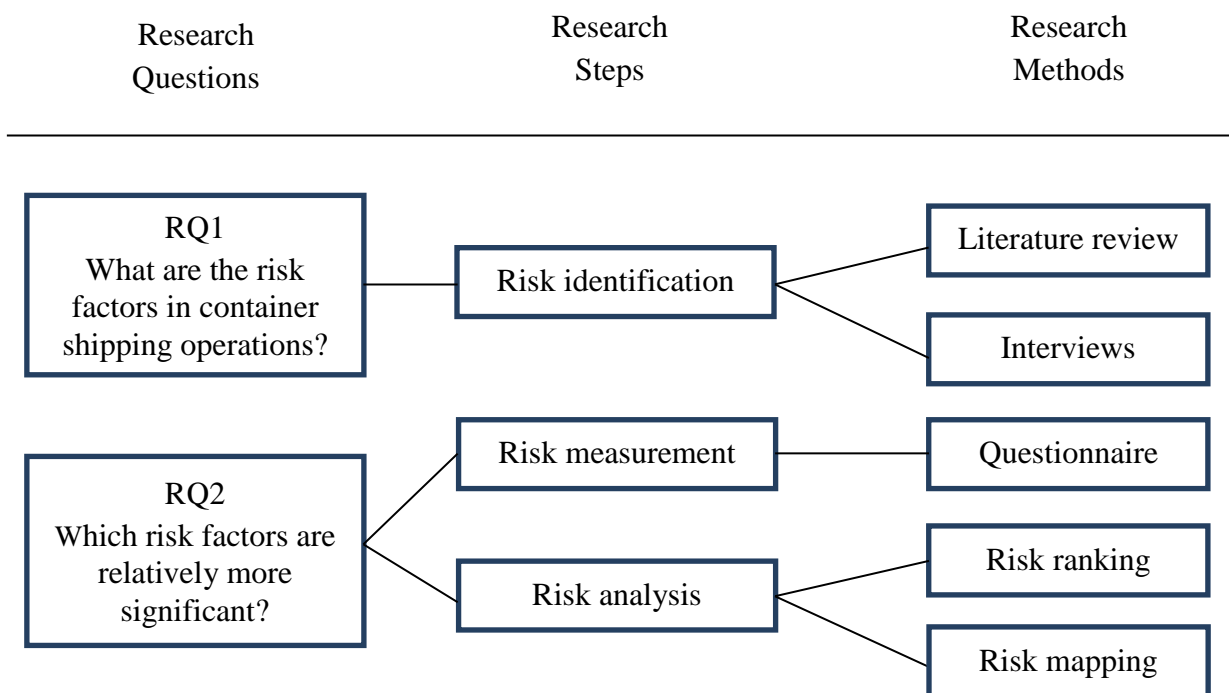 Research
Questions
Research
Steps
Research
Methods
RQ1
What are the risk
factors in container
shipping operations?
Risk identification
Literature review
Interviews
RQ2
Which risk factors are
relatively more
significant?
Risk measurement
Questionnaire
Risk analysis
Risk ranking
Risk mapping